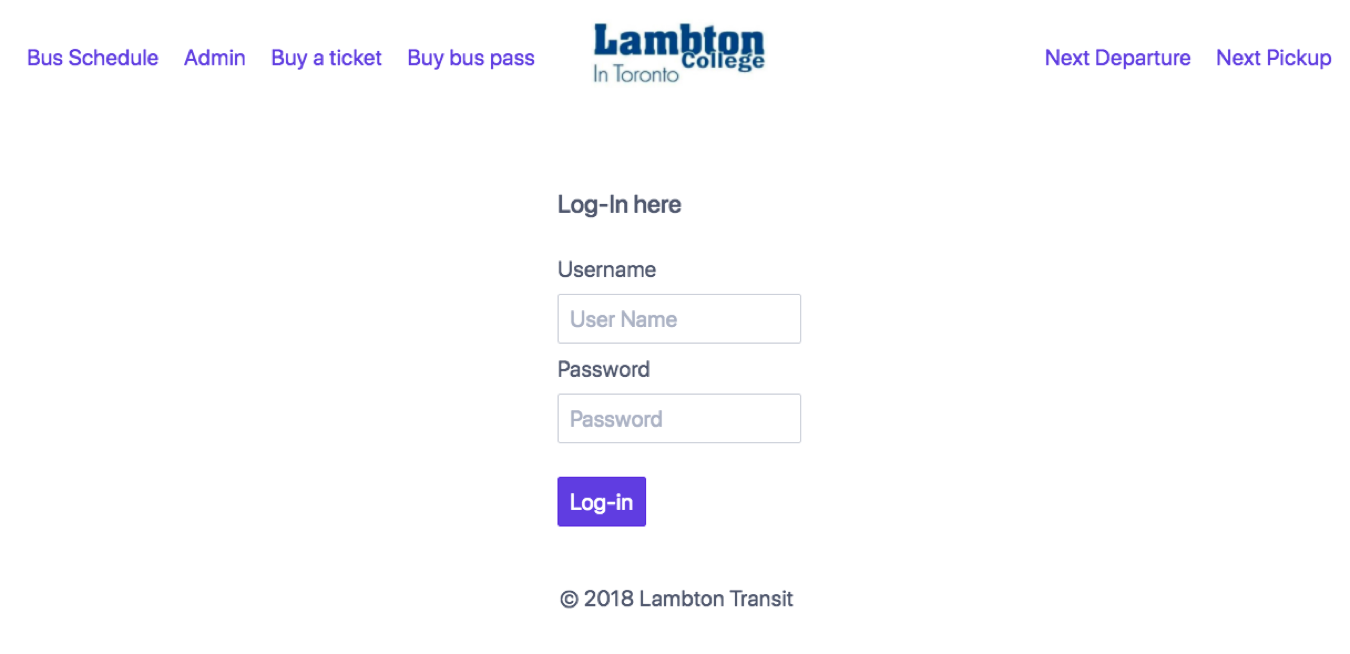 Bus Schedule Admin Buy a ticket Buy bus pass
Lambton
College
In Toronto
Next Departure Next Pickup
Log-In here
Username
User Name
Password
Password
Log-in
© 2018 Lambton Transit